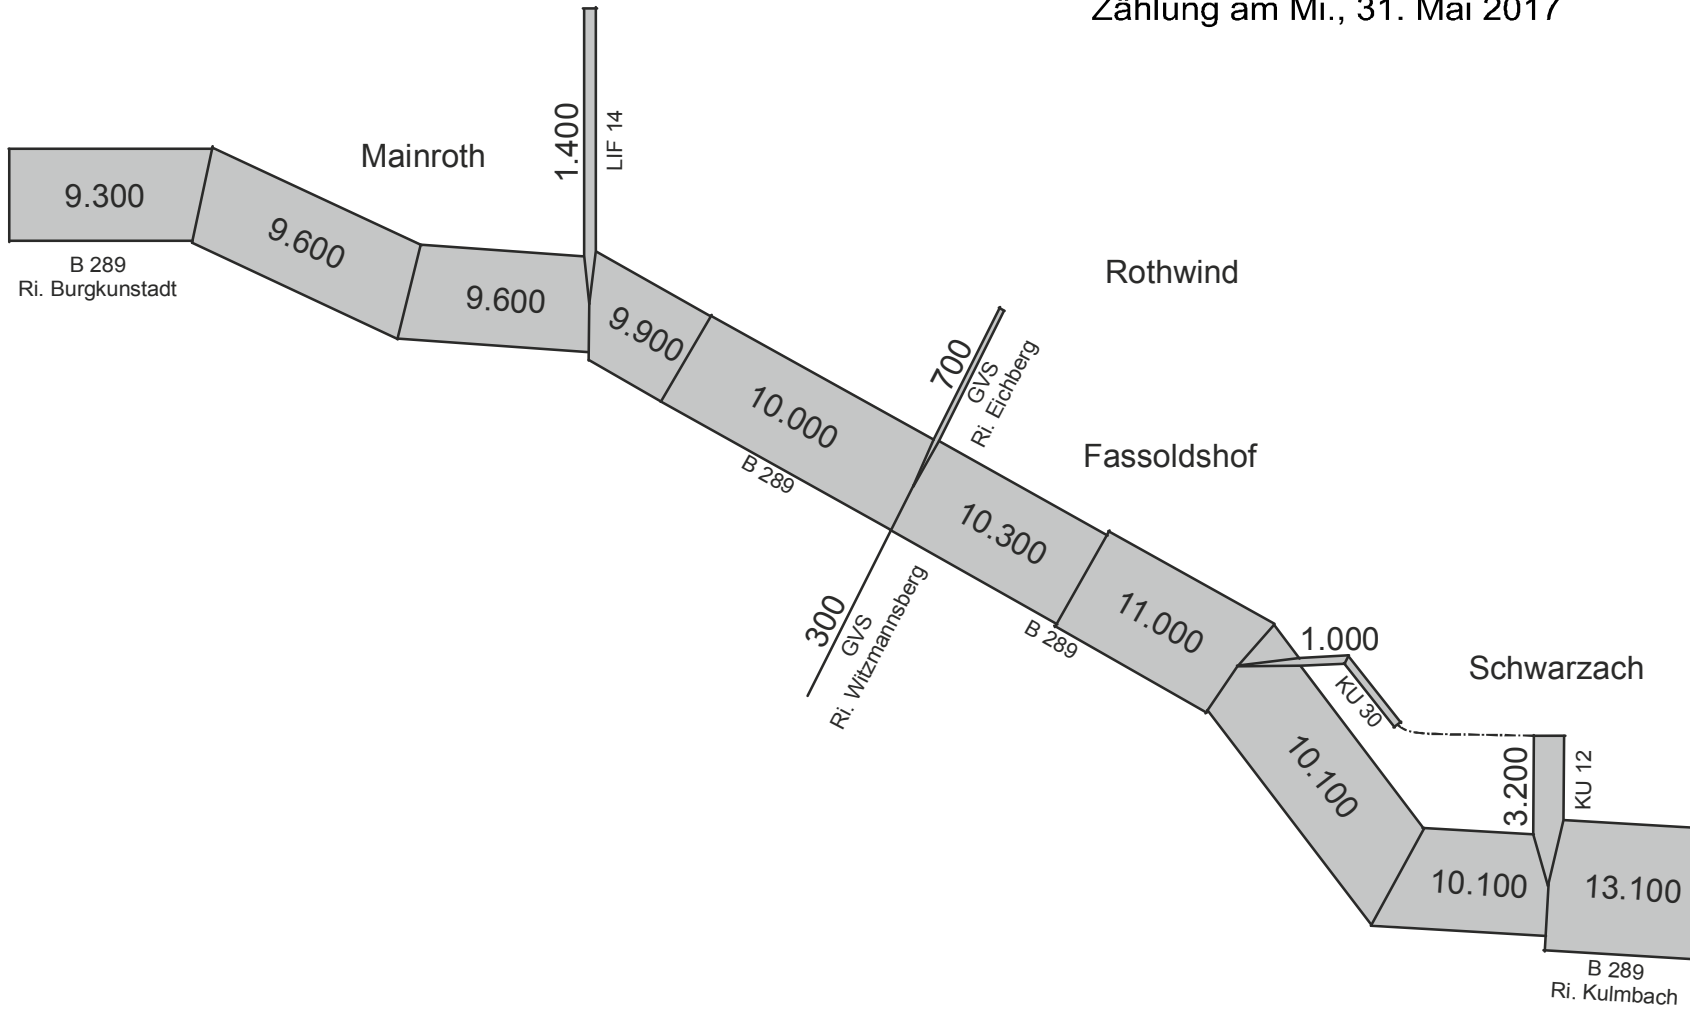 Zählung am Mi., 31. Mai 2017
1.400
LIF 14
Mainroth
9.300
9.600
B 289
Ri. Burgkunstadt
9.600
9.900
Rothwind
700
GVS
Ri. Eichberg
10.000
B 289
Fassoldshof
10.300
300
GVS
Ri. Witzmannsberg
11.000
B 289
1.000
KU 30
Schwarzach
10.100
3.200
KU 12
10.100
13.100
B 289
Ri. Kulmbach